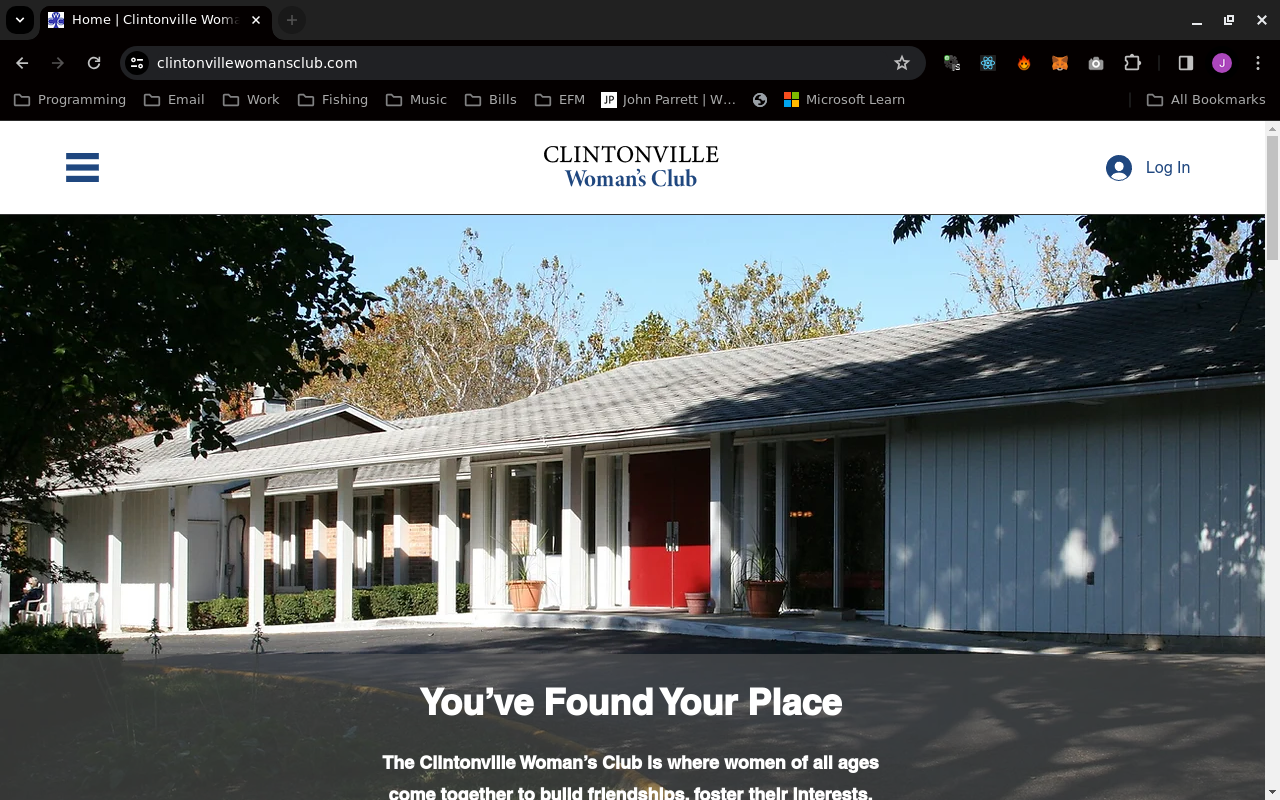 Home | Clintonville Woma
clintonvillewomansclub.com
J
Programming
Email
Work
Fishing
Music
Bills
EFM
JP
John Parrett | W...
Microsoft Learn
All Bookmarks
CLINTONVILLE
Woman's Club
Log In
You've Found Your Place
The Clintonville Woman's Club is where women of all ages
come together to build friendships, foster their interests,